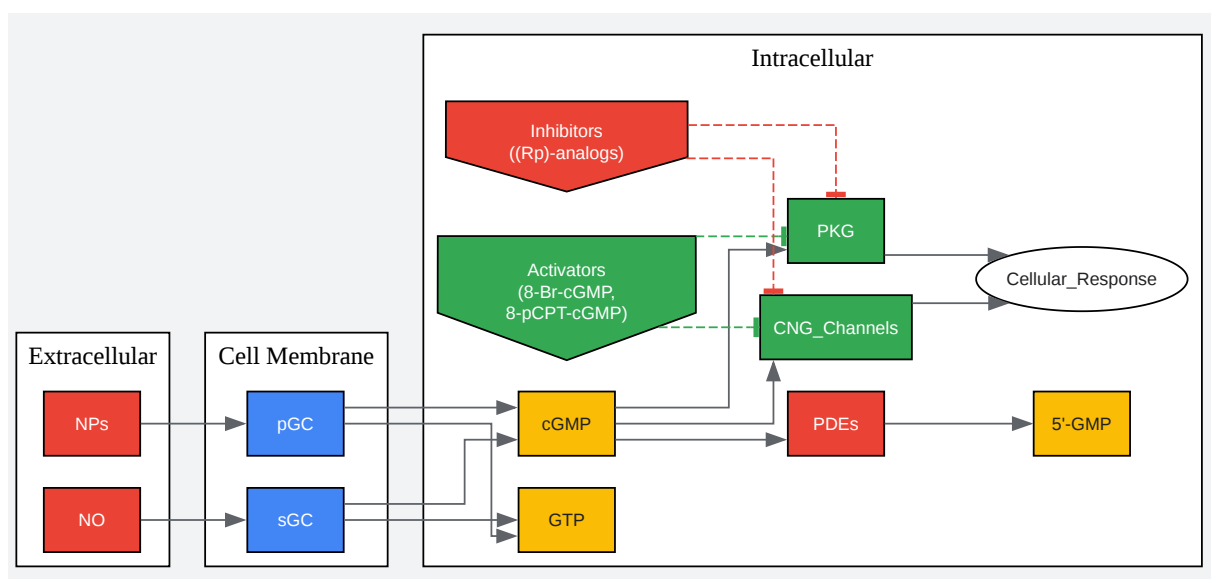 Intracellular
Inhibitors
((Rp)-analogs)
PKG
Activators
(8-Br-cGMP,
8-pCPT-cGMP)
Cellular_Response
CNG_Channels
Extracellular
Cell Membrane
NPs
pGC
cGMP
PDEs
5'-GMP
NO
sGC
GTP